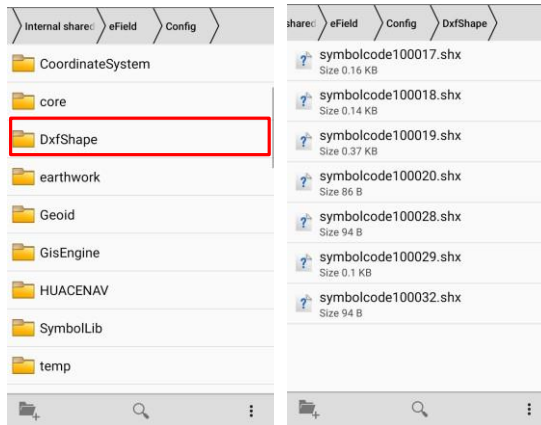 Internal shared
eField
Config
CoordinateSystem
core
DxfShape
earthwork
Geoid
GisEngine
HUACENAV
SymbolLib
temp
shared
eField
Config
DxfShape
symbolcode100017.shx
Size 0.16 KB
symbolcode100018.shx
Size 0.14 KB
symbolcode100019.shx
Size 0.37 KB
symbolcode100020.shx
Size 86 B
symbolcode100028.shx
Size 94 B
symbolcode100029.shx
Size 0.1 KB
symbolcode100032.shx
Size 94 B